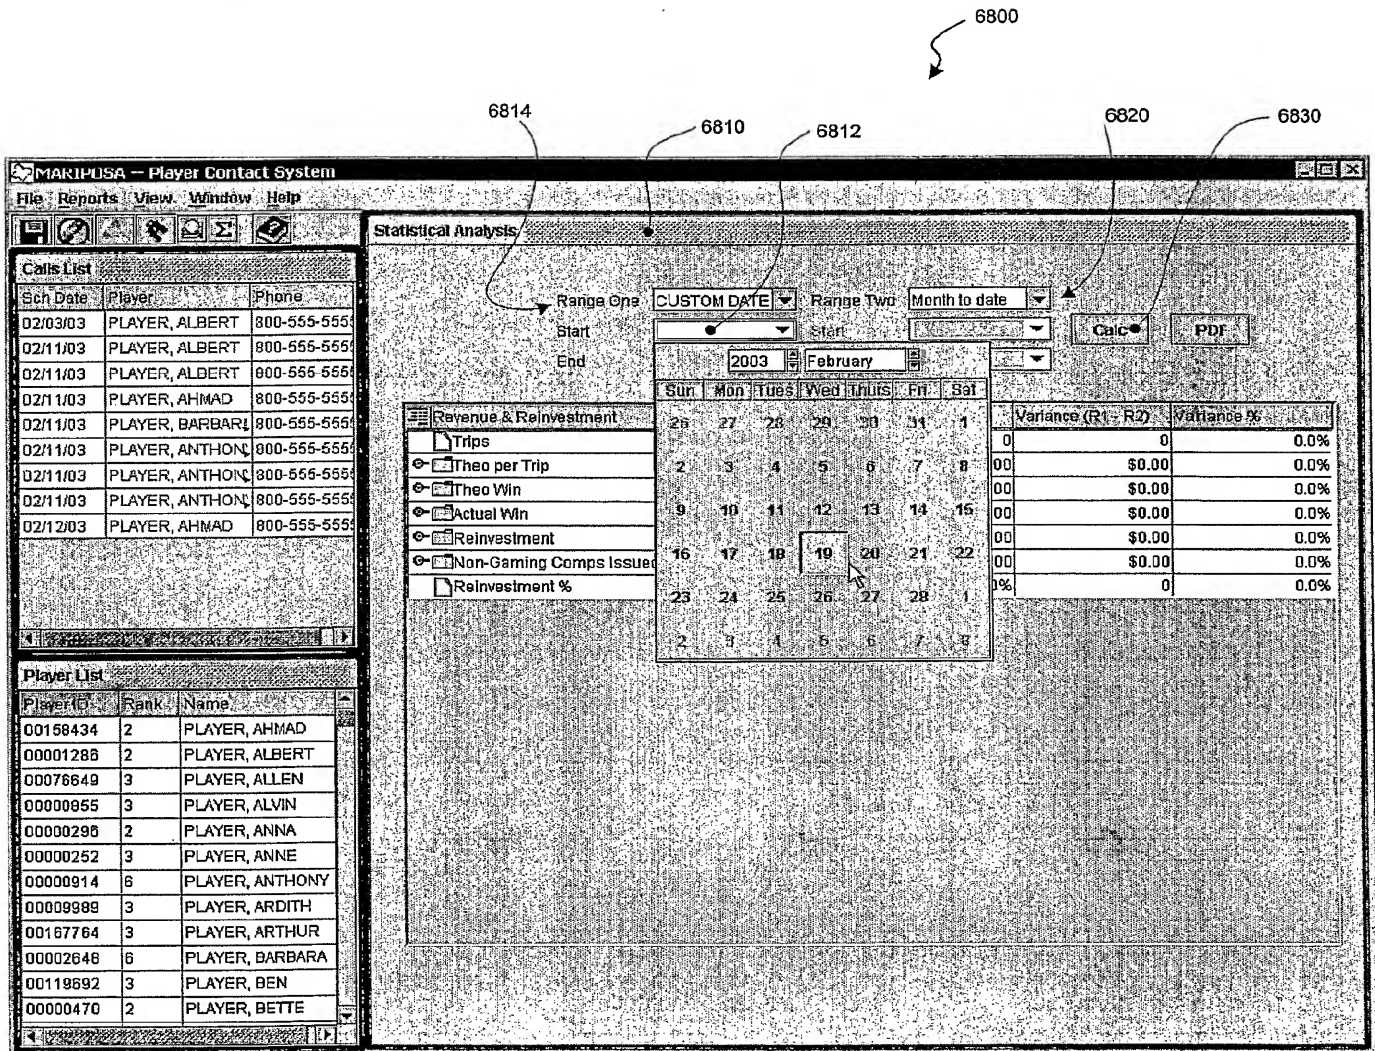 6800
6814
6810
6812
6820
6830
MARIPOSA — Player Contact System
File Reports View Window Help
Calls List
Sch Date Player Phone
02/03/03 PLAYER, ALBERT 800-555-555
02/11/03 PLAYER, ALBERT 800-555-555
02/11/03 PLAYER, ALBERT 800-555-555
02/11/03 PLAYER, AHMAD 800-555-555
02/11/03 PLAYER, BARBAR 800-555-555
02/11/03 PLAYER, ANTHON 800-555-555
02/11/03 PLAYER, ANTHON 800-555-555
02/11/03 PLAYER, ANTHON 800-555-555
02/12/03 PLAYER, AHMAD 800-555-555
Player List
Player ID Rank Name
00158434 2 PLAYER, AHMAD
00001286 2 PLAYER, ALBERT
00076649 3 PLAYER, ALLEN
00000955 3 PLAYER, ALVIN
00000296 2 PLAYER, ANNA
00000252 3 PLAYER, ANNE
00000914 6 PLAYER, ANTHONY
00009989 3 PLAYER, ARDITH
00167764 3 PLAYER, ARTHUR
00002648 6 PLAYER, BARBARA
00119692 3 PLAYER, BEN
00000470 2 PLAYER, BETTE
Statistical Analysis
Range One CUSTOM DATE Range Two Month to date
Start Start Calc PDF
End
2003 February
Sun Mon Tues Wed Thurs Fri Sat
26 27 28 29 30 31 1
2 3 4 5 6 7 8
9 10 11 12 13 14 15
16 17 18 19 20 21 22
23 24 25 26 27 28 1
2 3 4 5 6 7 8
Revenue & Reinvestment Variance (R1 - R2) Variance %
Trips 0 0 0.0%
Theo per Trip 00 $0.00 0.0%
Theo Win 00 $0.00 0.0%
Actual Win 00 $0.00 0.0%
Reinvestment 00 $0.00 0.0%
Non-Gaming Comps Issued 00 $0.00 0.0%
Reinvestment % 0% 0 0.0%